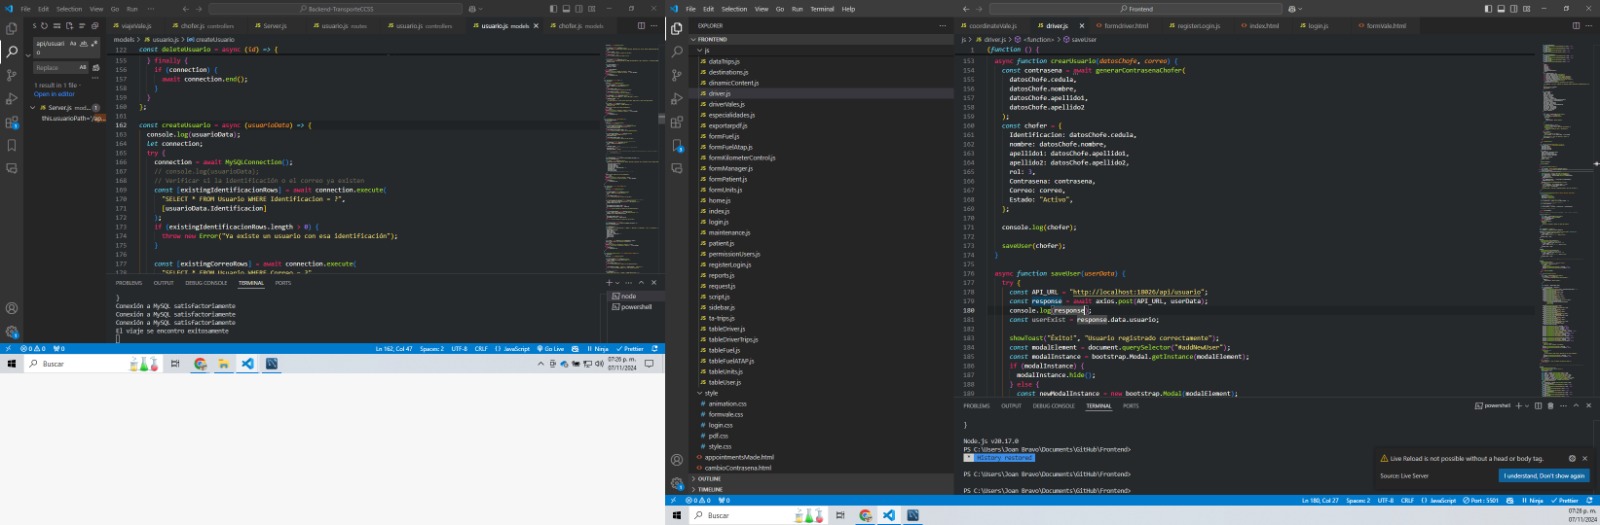 File Edit Selection View Go Run
Backend-TransporteCCSS
viajeVale.js
chofer.js controllers
Server.js
usuario.js routes
usuario.js controllers
usuario.js models
chofer.js models
SEARCH
models > JS usuario.js > createUsuario
api/usuari
o
Replace
1 result in 1 file -
Open in editor
Server.js mod... 1
this.usuarioPath='/ap...
122 const deleteUsuario = async (id) => {
155 } finally {
156 if (connection) {
157 await connection.end();
158 }
159 }
160 };
161
162 const createUsuario = async (usuarioData) => {
163 console.log(usuarioData);
164 let connection;
165 try {
166 connection = await MySQLConnection();
167 // console.log(usuarioData);
168 // Verificar si la identificación o el correo ya existen
169 const [existingIdentificacionRows] = await connection.execute(
170 "SELECT * FROM Usuario WHERE Identificacion = ?",
171 [usuarioData.Identificacion]
172 );
173 if (existingIdentificacionRows.length > 0) {
174 throw new Error("Ya existe un usuario con esa identificación");
175 }
176
177 const [existingCorreoRows] = await connection.execute(
178 "SELECT * FROM Usuario WHERE Correo = ?"
PROBLEMS OUTPUT DEBUG CONSOLE TERMINAL PORTS
}
Conexión a MySQL satisfactoriamente
Conexión a MySQL satisfactoriamente
Conexión a MySQL satisfactoriamente
El viaje se encontro exitosamente
node
powershell
0 0 0 Ln 162, Col 47 Spaces: 2 UTF-8 CRLF {} JavaScript Go Live Ninja Prettier
Buscar
07:26 p. m.
07/11/2024
File Edit Selection View Go Run Terminal Help
Frontend
EXPLORER
FRONTEND
js
dataTrips.js
destinations.js
dinamicContent.js
driver.js
driverVales.js
especialidades.js
exportarpdf.js
formFuel.js
formFuelAtap.js
formKilometerControl.js
formManager.js
formPatient.js
formUnits.js
home.js
index.js
login.js
maintenance.js
patient.js
permissionUsers.js
registerLogin.js
reports.js
request.js
script.js
sidebar.js
ta-trips.js
tableDriver.js
tableDriverTrips.js
tableFuel.js
tableFuelATAP.js
tableUnits.js
tableUser.js
style
animation.css
formvale.css
login.css
pdf.css
style.css
appointmentsMade.html
cambioContrasena.html
OUTLINE
TIMELINE
coordinateVale.js
driver.js
formdriver.html
registerLogin.js
index.html
login.js
formVale.html
js > JS driver.js > <function> > saveUser
1 (function () {
153 async function crearUsuario(datosChofe, correo) {
154 const contrasena = await generarContrasenaChofer(
155 datosChofe.cedula,
156 datosChofe.nombre,
157 datosChofe.apellido1,
158 datosChofe.apellido2
159 );
160 const chofer = {
161 Identificacion: datosChofe.cedula,
162 nombre: datosChofe.nombre,
163 apellido1: datosChofe.apellido1,
164 apellido2: datosChofe.apellido2,
165 rol: 3,
166 Contrasena: contrasena,
167 Correo: correo,
168 Estado: "Activo",
169 };
170
171 console.log(chofer);
172
173 saveUser(chofer);
174 }
175
176 async function saveUser(userData) {
177 try {
178 const API_URL = "http://localhost:18026/api/usuario";
179 const response = await axios.post(API_URL, userData);
180 console.log(response);
181 const userExist = response.data.usuario;
182
183 showToast("Éxito!", "Usuario registrado correctamente");
184 const modalElement = document.querySelector("#addNewUser");
185 const modalInstance = bootstrap.Modal.getInstance(modalElement);
186 if (modalInstance) {
187 modalInstance.hide();
188 } else {
189 const newModalInstance = new bootstrap.Modal(modalElement);
PROBLEMS OUTPUT DEBUG CONSOLE TERMINAL PORTS
powershell
}
Node.js v20.17.0
PS C:\Users\Joan Bravo\Documents\GitHub\Frontend>
* History restored
PS C:\Users\Joan Bravo\Documents\GitHub\Frontend>
PS C:\Users\Joan Bravo\Documents\GitHub\Frontend>
Live Reload is not possible without a head or body tag.
Source: Live Server
I understand, Don't show again
0 0 0 Ln 180, Col 27 Spaces: 2 UTF-8 CRLF {} JavaScript Port : 5501 Ninja Prettier
Buscar
07:26 p. m.
07/11/2024